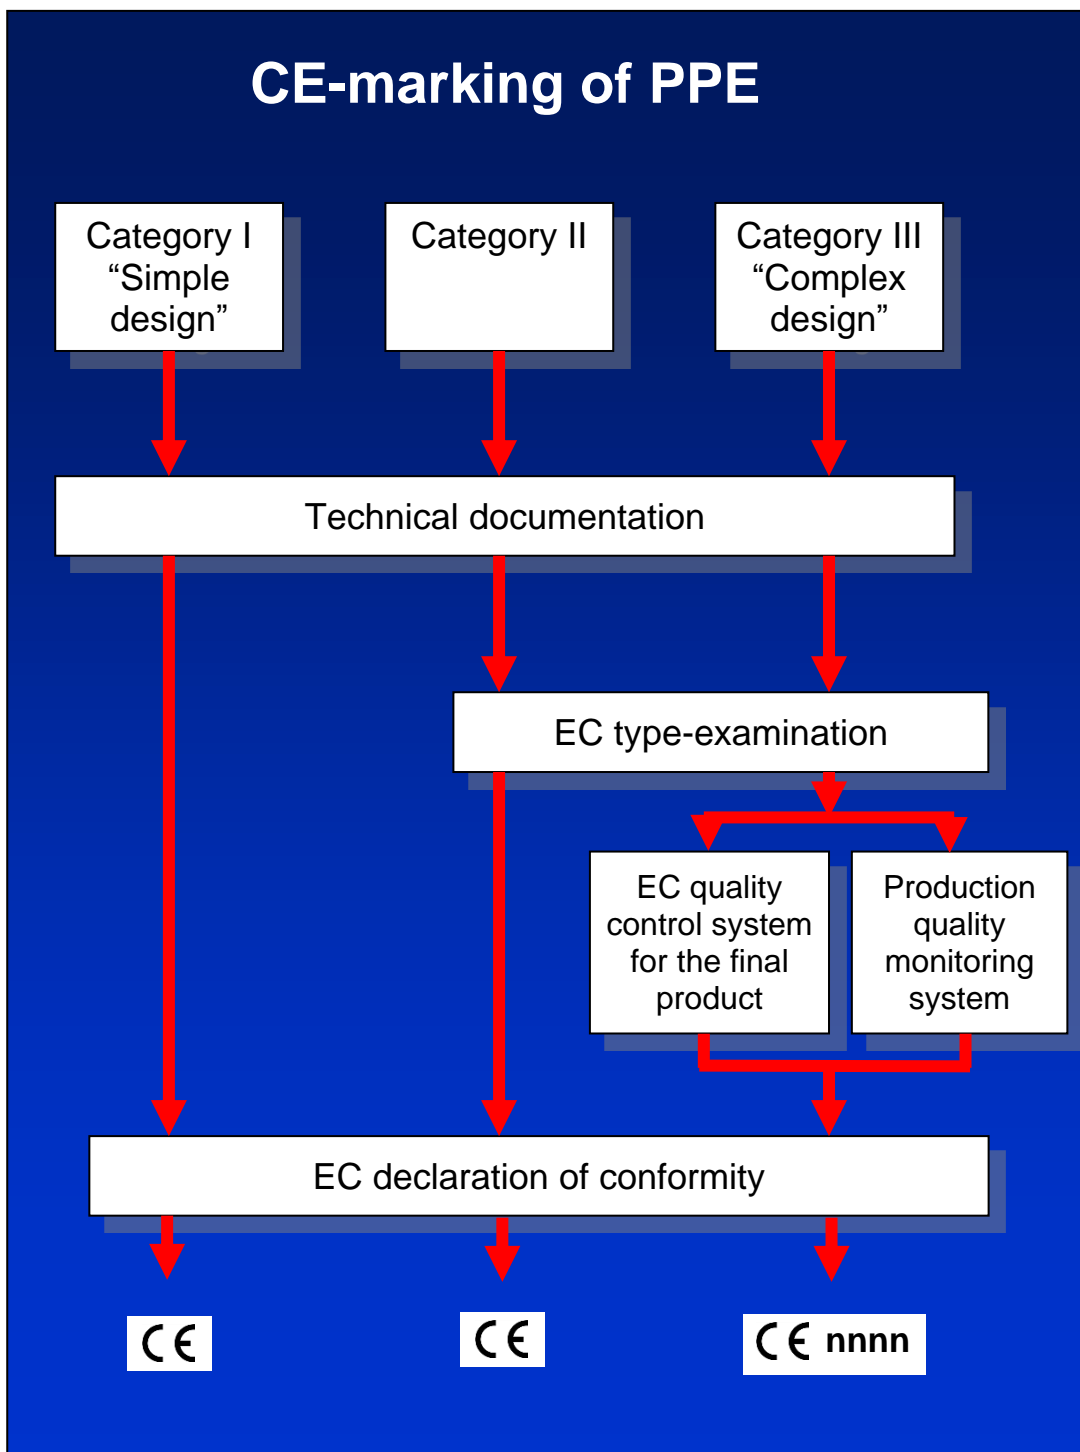 CE-marking of PPE
Category I
“Simple
design”
Category II
Category III
“Complex
design”
Technical documentation
EC type-examination
EC quality
control system
for the final
product
Production
quality
monitoring
system
EC declaration of conformity
CE
CE
CE nnnn